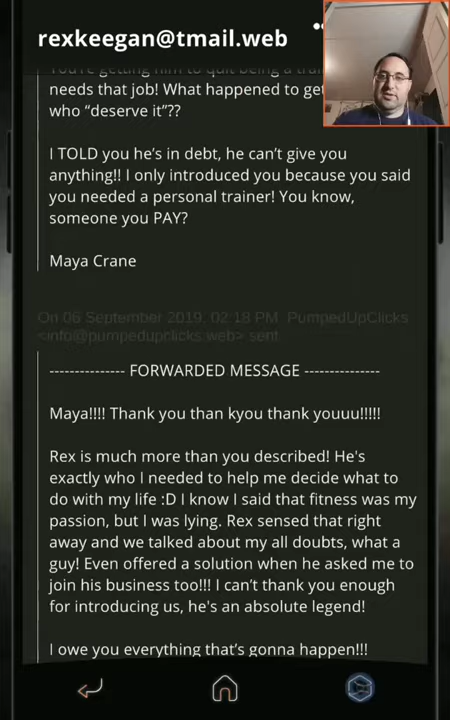 rexkeegan@tmail.web
You're getting him to quit being a
needs that job! What happened to
who “deserve it”??
I TOLD you he's in debt, he can’t give you
anything!! I only introduced you because you said
you needed a personal trainer! You know,
someone you PAY?
Maya Crane
On 06 September 2019, 02:18 PM, PumpedUpClicks
<info@pumpedupclicks.web> sent
--------------- FORWARDED MESSAGE ---------------
Maya!!!! Thank you than kyou thank youuu!!!!!
Rex is much more than you described! He's
exactly who I needed to help me decide what to
do with my life :D I know I said that fitness was my
passion, but I was lying. Rex sensed that right
away and we talked about my all doubts, what a
guy! Even offered a solution when he asked me to
join his business too!!! I can’t thank you enough
for introducing us, he's an absolute legend!
I owe you everything that’s gonna happen!!!